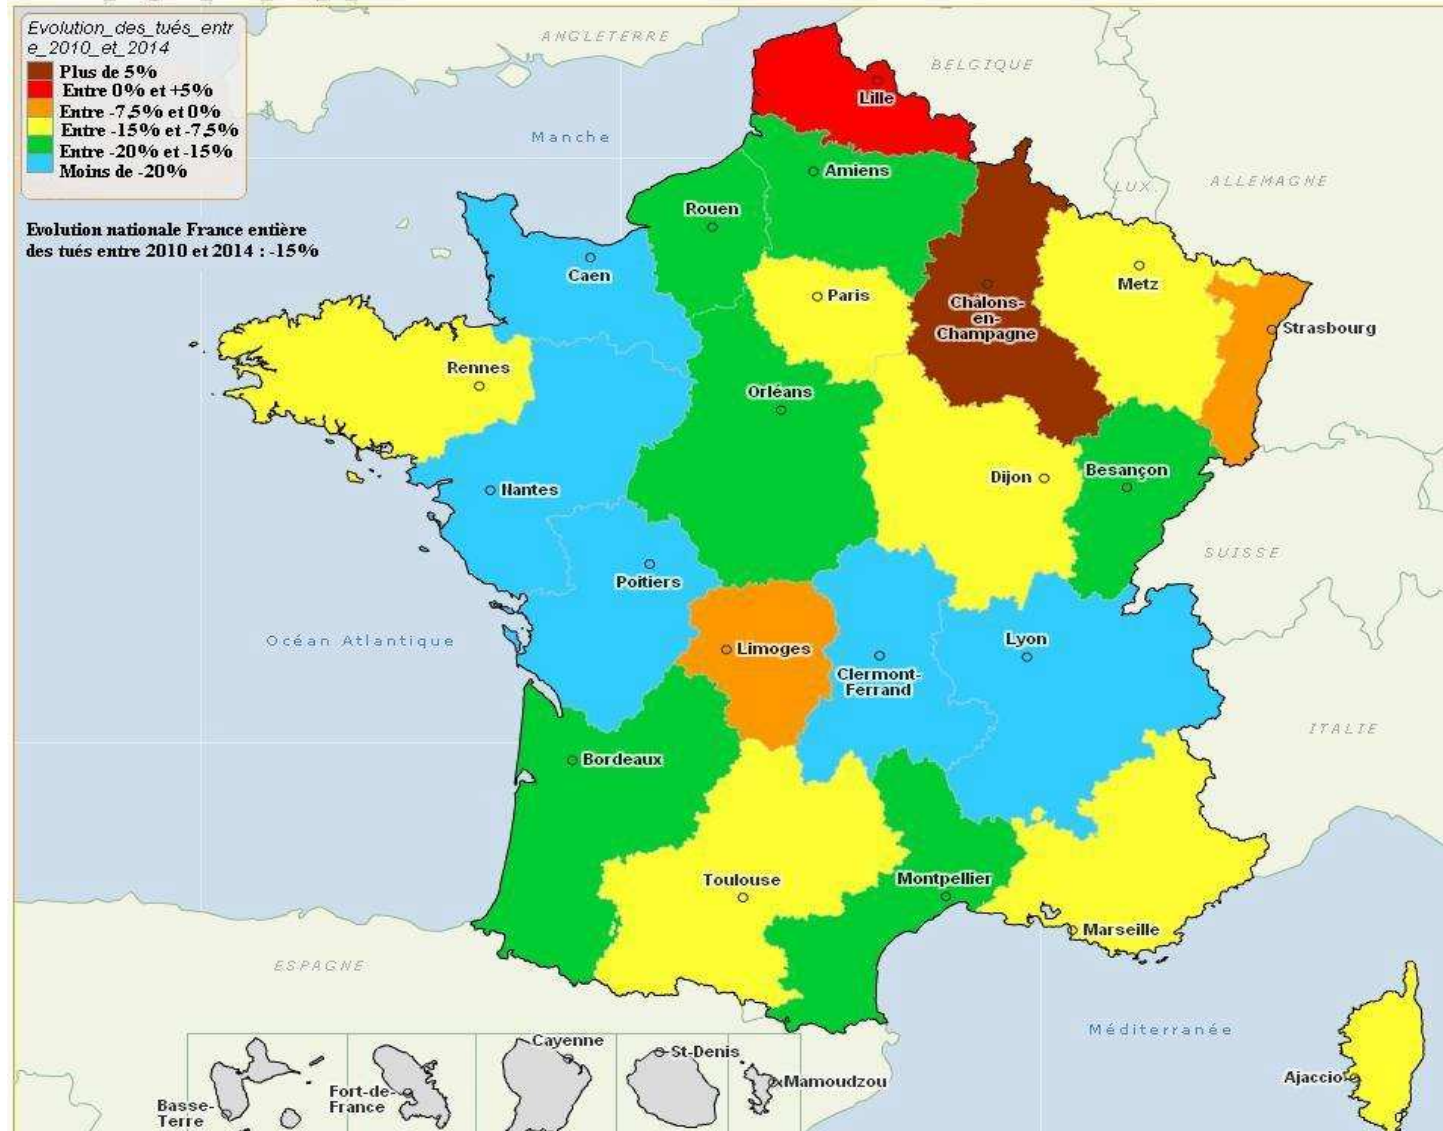 Evolution_des_tués_entr
e_2010_et_2014
Plus de 5%
Entre 0% et +5%
Entre -7,5% et 0%
Entre -15% et -7,5%
Entre -20% et -15%
Moins de -20%
Evolution nationale France entière
des tués entre 2010 et 2014 : -15%
ANGLETERRE
BELGIQUE
Lille
Manche
Amiens
LUX.
ALLEMAGNE
Rouen
Caen
Paris
Châlons-
en-
Champagne
Metz
Strasbourg
Rennes
Orléans
Dijon
Besançon
Nantes
SUISSE
Poitiers
Océan Atlantique
Limoges
Clermont-
Ferrand
Lyon
ITALIE
Bordeaux
Toulouse
Montpellier
Marseille
ESPAGNE
Méditerranée
Cayenne
St-Denis
Mamoudzou
Ajaccio
Fort-de-
France
Basse-
Terre